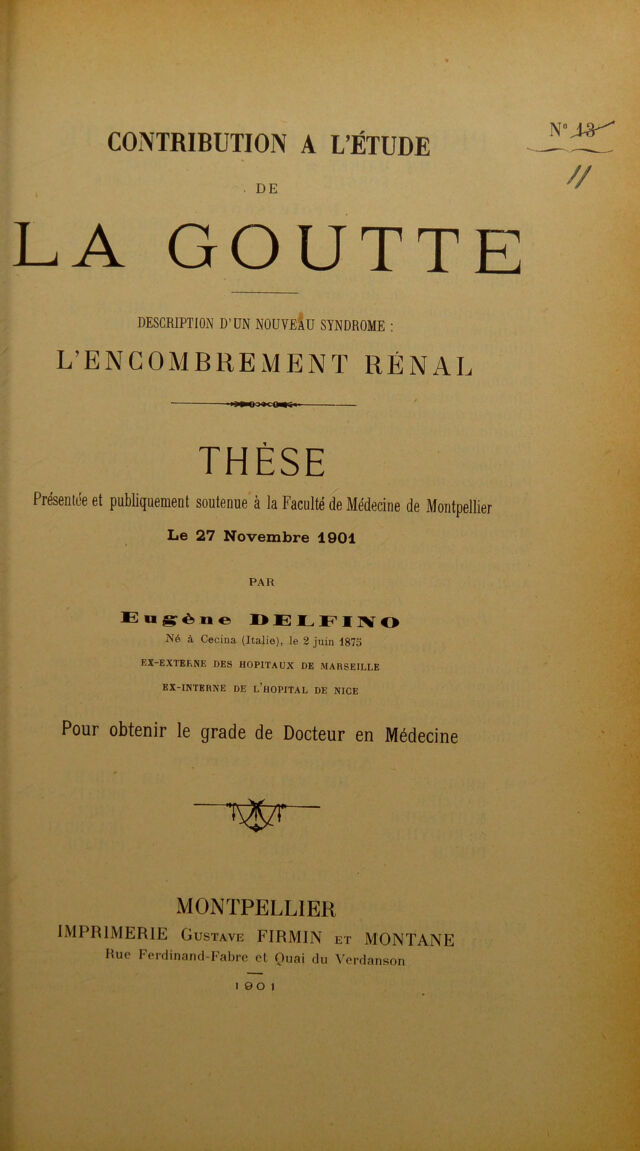 CONTRIBUTION A L'ÉTUDE
N° 13
11
DE
LA GOUTTE
DESCRIPTION D'UN NOUVEAU SYNDROME :
L'ENCOMBREMENT RÉNAL
THÈSE
Présentée et publiquement soutenue à la Faculté de Médecine de Montpellier
Le 27 Novembre 1901
PAR
Eugène DELFINO
Né à Cecina (Italie), le 2 juin 1875
EX-EXTERNE DES HOPITAUX DE MARSEILLE
EX-INTERNE DE L'HOPITAL DE NICE
Pour obtenir le grade de Docteur en Médecine
MONTPELLIER
IMPRIMERIE GUSTAVE FIRMIN ET MONTANE
Rue Ferdinand-Fabre et Quai du Verdanson
1901